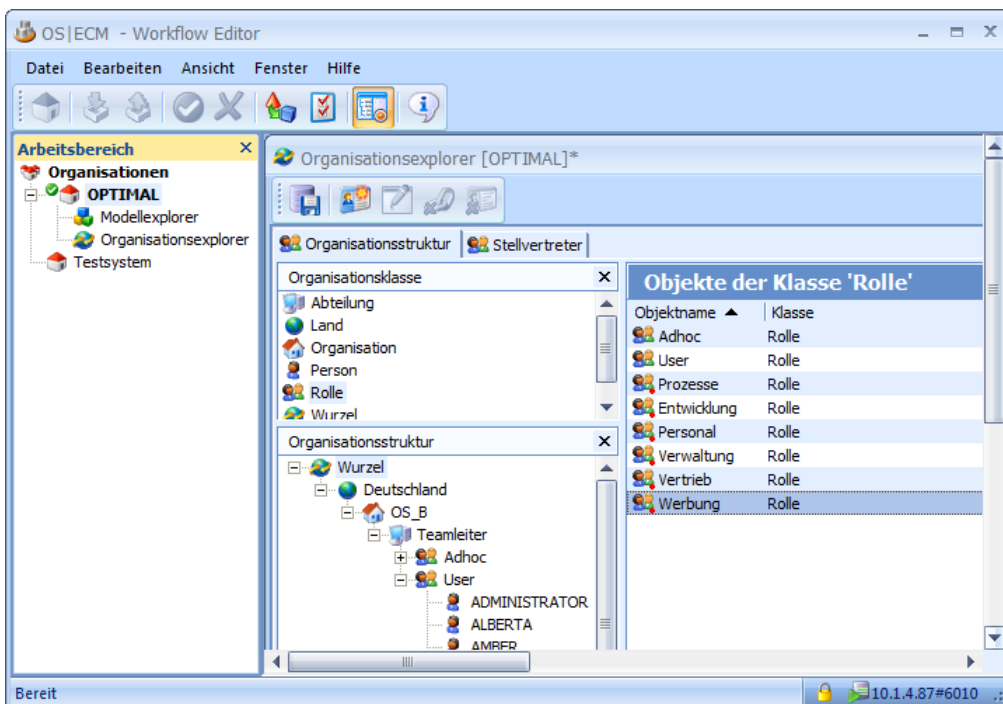 OS|ECM - Workflow Editor
Datei Bearbeiten Ansicht Fenster Hilfe
Arbeitsbereich
Organisationen
OPTIMAL
Modellexplorer
Organisationsexplorer
Testsystem
Organisationsexplorer [OPTIMAL]*
Organisationsstruktur Stellvertreter
Organisationsklasse
Abteilung
Land
Organisation
Person
Rolle
Wurzel
Organisationsstruktur
Wurzel
Deutschland
OS_B
Teamleiter
Adhoc
User
ADMINISTRATOR
ALBERTA
AMBER
Objekte der Klasse 'Rolle'
Objektname Klasse
Adhoc Rolle
User Rolle
Prozesse Rolle
Entwicklung Rolle
Personal Rolle
Verwaltung Rolle
Vertrieb Rolle
Werbung Rolle
Bereit 10.1.4.87#6010